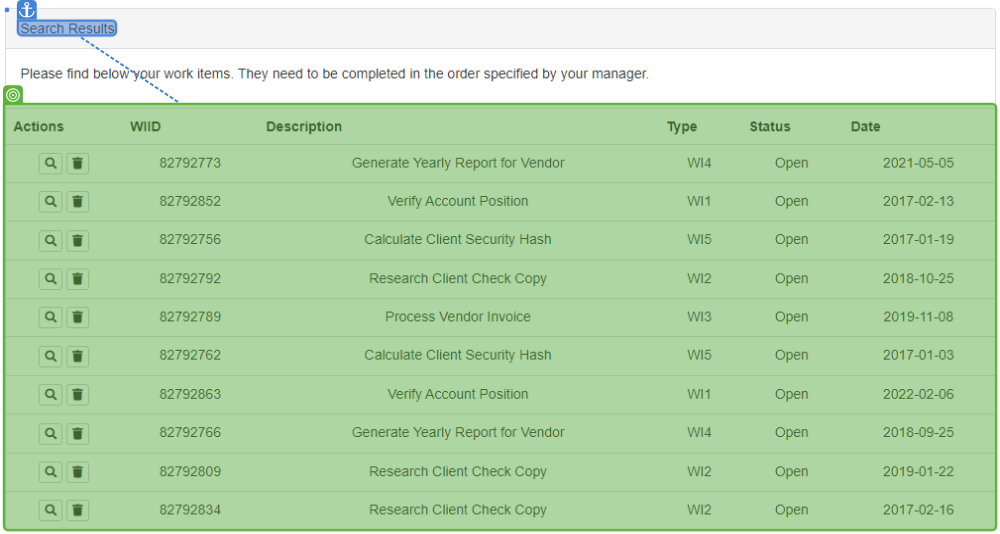 Search Results
Please find below your work items. They need to be completed in the order specified by your manager.
Actions WIID Description Type Status Date
82792773 Generate Yearly Report for Vendor WI4 Open 2021-05-05
82792852 Verify Account Position WI1 Open 2017-02-13
82792756 Calculate Client Security Hash WI5 Open 2017-01-19
82792792 Research Client Check Copy WI2 Open 2018-10-25
82792789 Process Vendor Invoice WI3 Open 2019-11-08
82792762 Calculate Client Security Hash WI5 Open 2017-01-03
82792863 Verify Account Position WI1 Open 2022-02-06
82792766 Generate Yearly Report for Vendor WI4 Open 2018-09-25
82792809 Research Client Check Copy WI2 Open 2019-01-22
82792834 Research Client Check Copy WI2 Open 2017-02-16